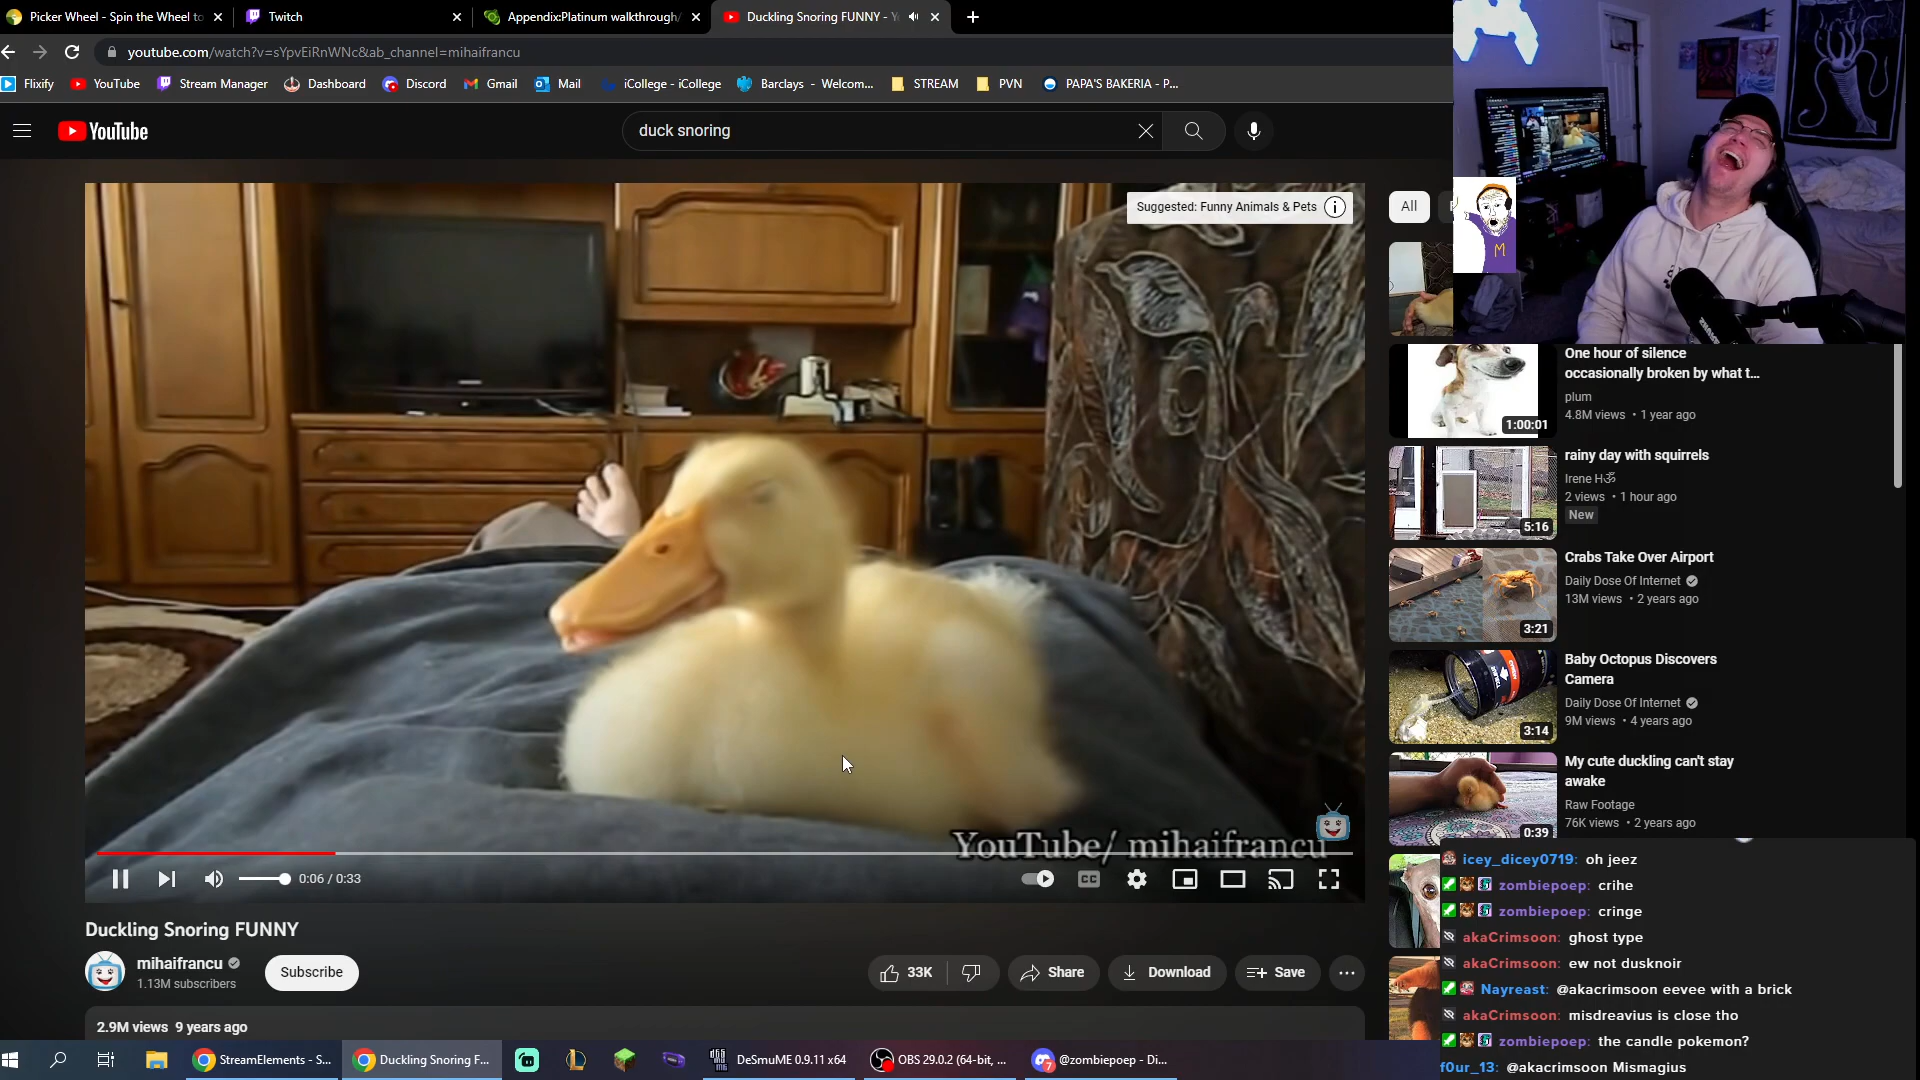 Picker Wheel - Spin the Wheel to
Twitch
Appendix:Platinum walkthrough/
Duckling Snoring FUNNY - Y
youtube.com/watch?v=sYpvEiRnWNc&ab_channel=mihaifrancu
Flixify
YouTube
Stream Manager
Dashboard
Discord
Gmail
Mail
iCollege - iCollege
Barclays - Welcom...
STREAM
PVN
PAPA'S BAKERIA - P...
YouTube
duck snoring
Suggested: Funny Animals & Pets
All
M
One hour of silence
occasionally broken by what t...
plum
4.8M views • 1 year ago
1:00:01
rainy day with squirrels
Irene Hॐ
2 views • 1 hour ago
New
5:16
Crabs Take Over Airport
Daily Dose Of Internet
13M views • 2 years ago
3:21
Baby Octopus Discovers
Camera
Daily Dose Of Internet
9M views • 4 years ago
3:14
My cute duckling can't stay
awake
Raw Footage
76K views • 2 years ago
0:39
YouTube/ mihaifrancu
0:06 / 0:33
CC
Duckling Snoring FUNNY
mihaifrancu
1.13M subscribers
Subscribe
33K
Share
Download
Save
2.9M views 9 years ago
icey_dicey0719: oh jeez
zombiepoep: crihe
zombiepoep: cringe
akaCrimsoon: ghost type
akaCrimsoon: ew not dusknoir
Nayreast: @akacrimsoon eevee with a brick
akaCrimsoon: misdreavius is close tho
zombiepoep: the candle pokemon?
f0ur_13: @akacrimsoon Mismagius
StreamElements - S...
Duckling Snoring F...
DeSmuME 0.9.11 x64
OBS 29.0.2 (64-bit, ...
@zombiepoep - Di...